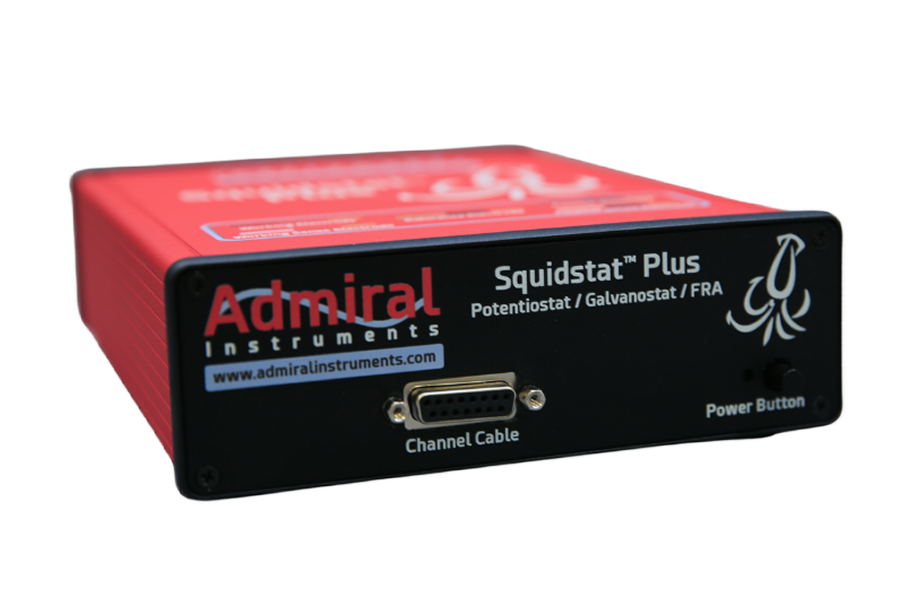 Admiral
Instruments
www.admiralinstruments.com
Squidstat™ Plus
Potentiostat / Galvanostat / FRA
Channel Cable
Power Button